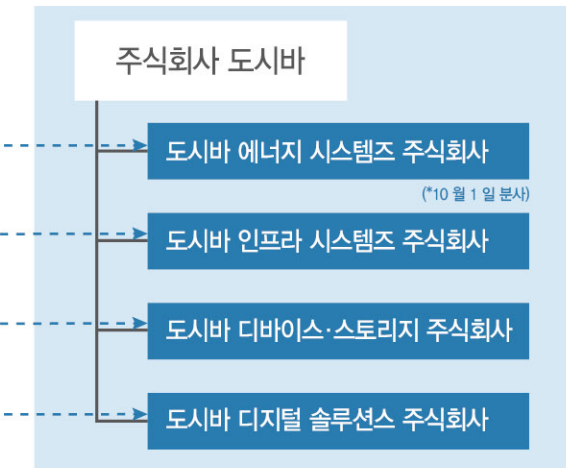 주식회사 도시바
도시바 에너지 시스템즈 주식회사
(*10 월 1 일 분사)
도시바 인프라 시스템즈 주식회사
도시바 디바이스·스토리지 주식회사
도시바 디지털 솔루션스 주식회사